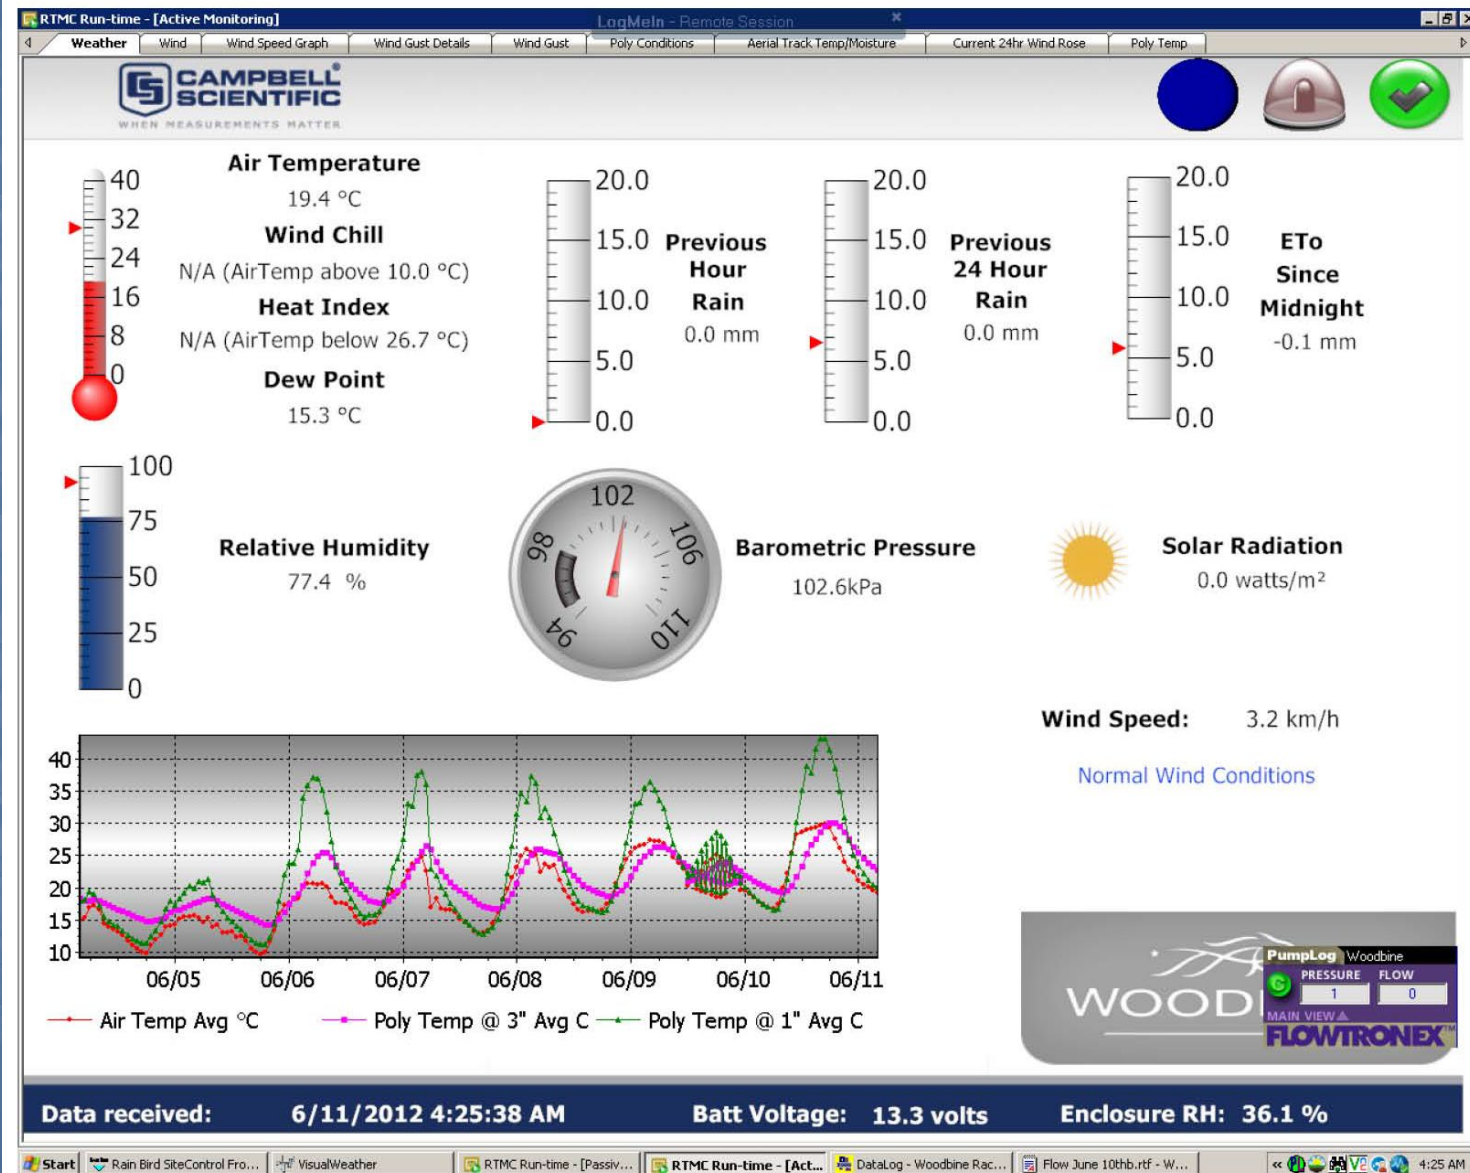 RTMC Run-time - [Active Monitoring]
LogMeIn - Remote Session
Weather Wind Wind Speed Graph Wind Gust Details Wind Gust Poly Conditions Aerial Track Temp/Moisture Current 24hr Wind Rose Poly Temp
CAMPBELL
SCIENTIFIC
WHEN MEASUREMENTS MATTER
40
32
24
16
8
0
Air Temperature
19.4 °C
Wind Chill
N/A (AirTemp above 10.0 °C)
Heat Index
N/A (AirTemp below 26.7 °C)
Dew Point
15.3 °C
20.0
15.0
10.0
5.0
0.0
Previous
Hour
Rain
0.0 mm
20.0
15.0
10.0
5.0
0.0
Previous
24 Hour
Rain
0.0 mm
20.0
15.0
10.0
5.0
0.0
ETo
Since
Midnight
-0.1 mm
100
75
50
25
0
Relative Humidity
77.4 %
94
98
102
106
110
Barometric Pressure
102.6kPa
Solar Radiation
0.0 watts/m²
Wind Speed: 3.2 km/h
Normal Wind Conditions
40
35
30
25
20
15
10
06/05 06/06 06/07 06/08 06/09 06/10 06/11
Air Temp Avg °C Poly Temp @ 3" Avg C Poly Temp @ 1" Avg C
PumpLog Woodbine
PRESSURE FLOW
G 1 0
MAIN VIEW
FLOWTRONEX™
Data received: 6/11/2012 4:25:38 AM Batt Voltage: 13.3 volts Enclosure RH: 36.1 %
Start Rain Bird SiteControl Fro... VisualWeather RTMC Run-time - [Passiv... RTMC Run-time - [Act... DataLog - Woodbine Rac... Flow June 10thb.rtf - W... « 4:25 AM